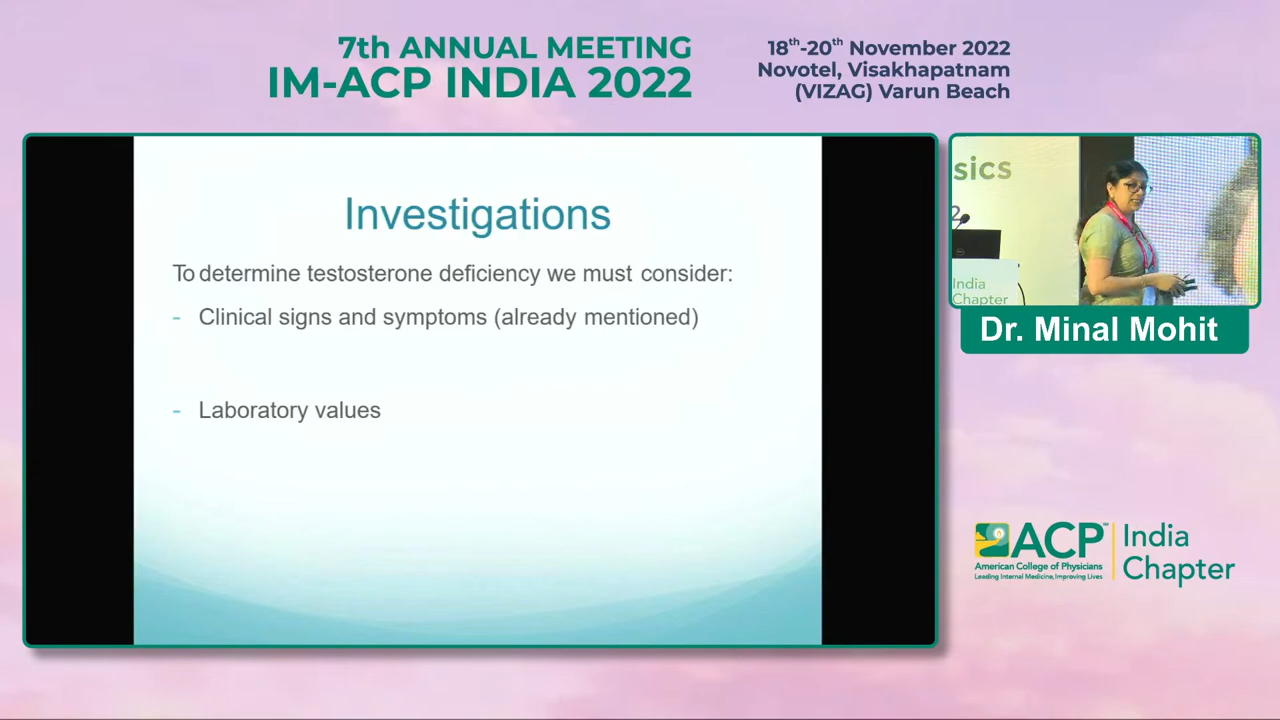 7th ANNUAL MEETING
IM-ACP INDIA 2022
18th-20th November 2022
Novotel, Visakhapatnam
(VIZAG) Varun Beach
Investigations
To determine testosterone deficiency we must consider:
- Clinical signs and symptoms (already mentioned)
- Laboratory values
sics
2
India
Chapter
Dr. Minal Mohit
ACP™
American College of Physicians
Leading Internal Medicine, Improving Lives
India
Chapter